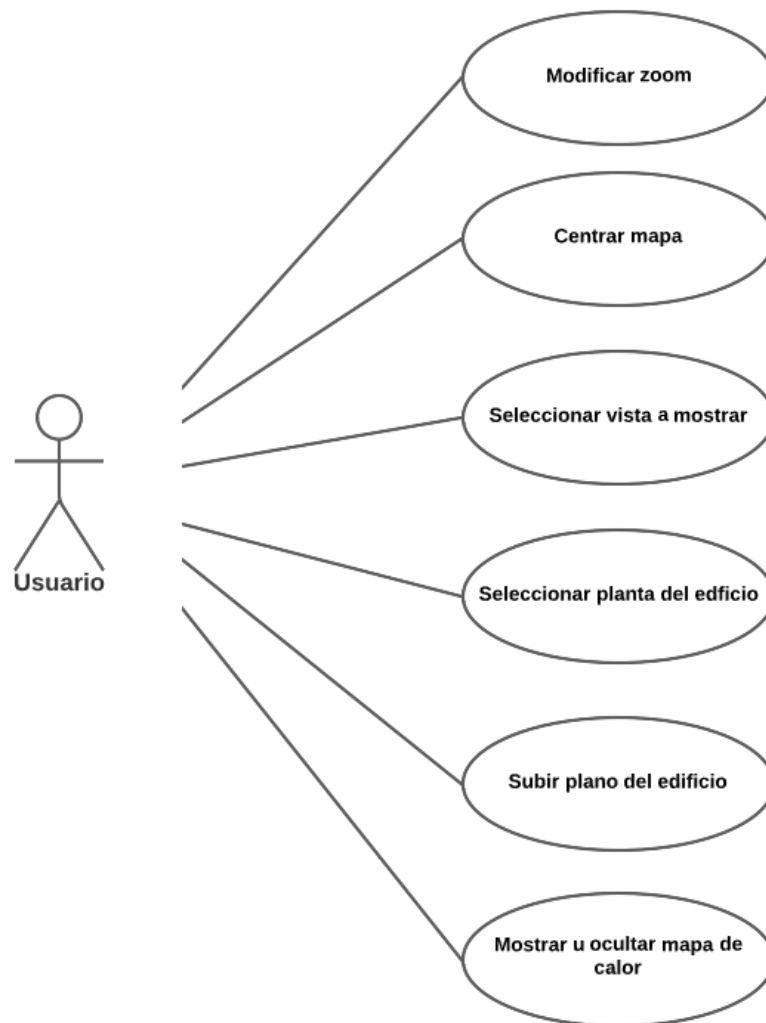 Modificar zoom
Centrar mapa
Seleccionar vista a mostrar
Usuario
Seleccionar planta del edficio
Subir plano del edificio
Mostrar u ocultar mapa de
calor